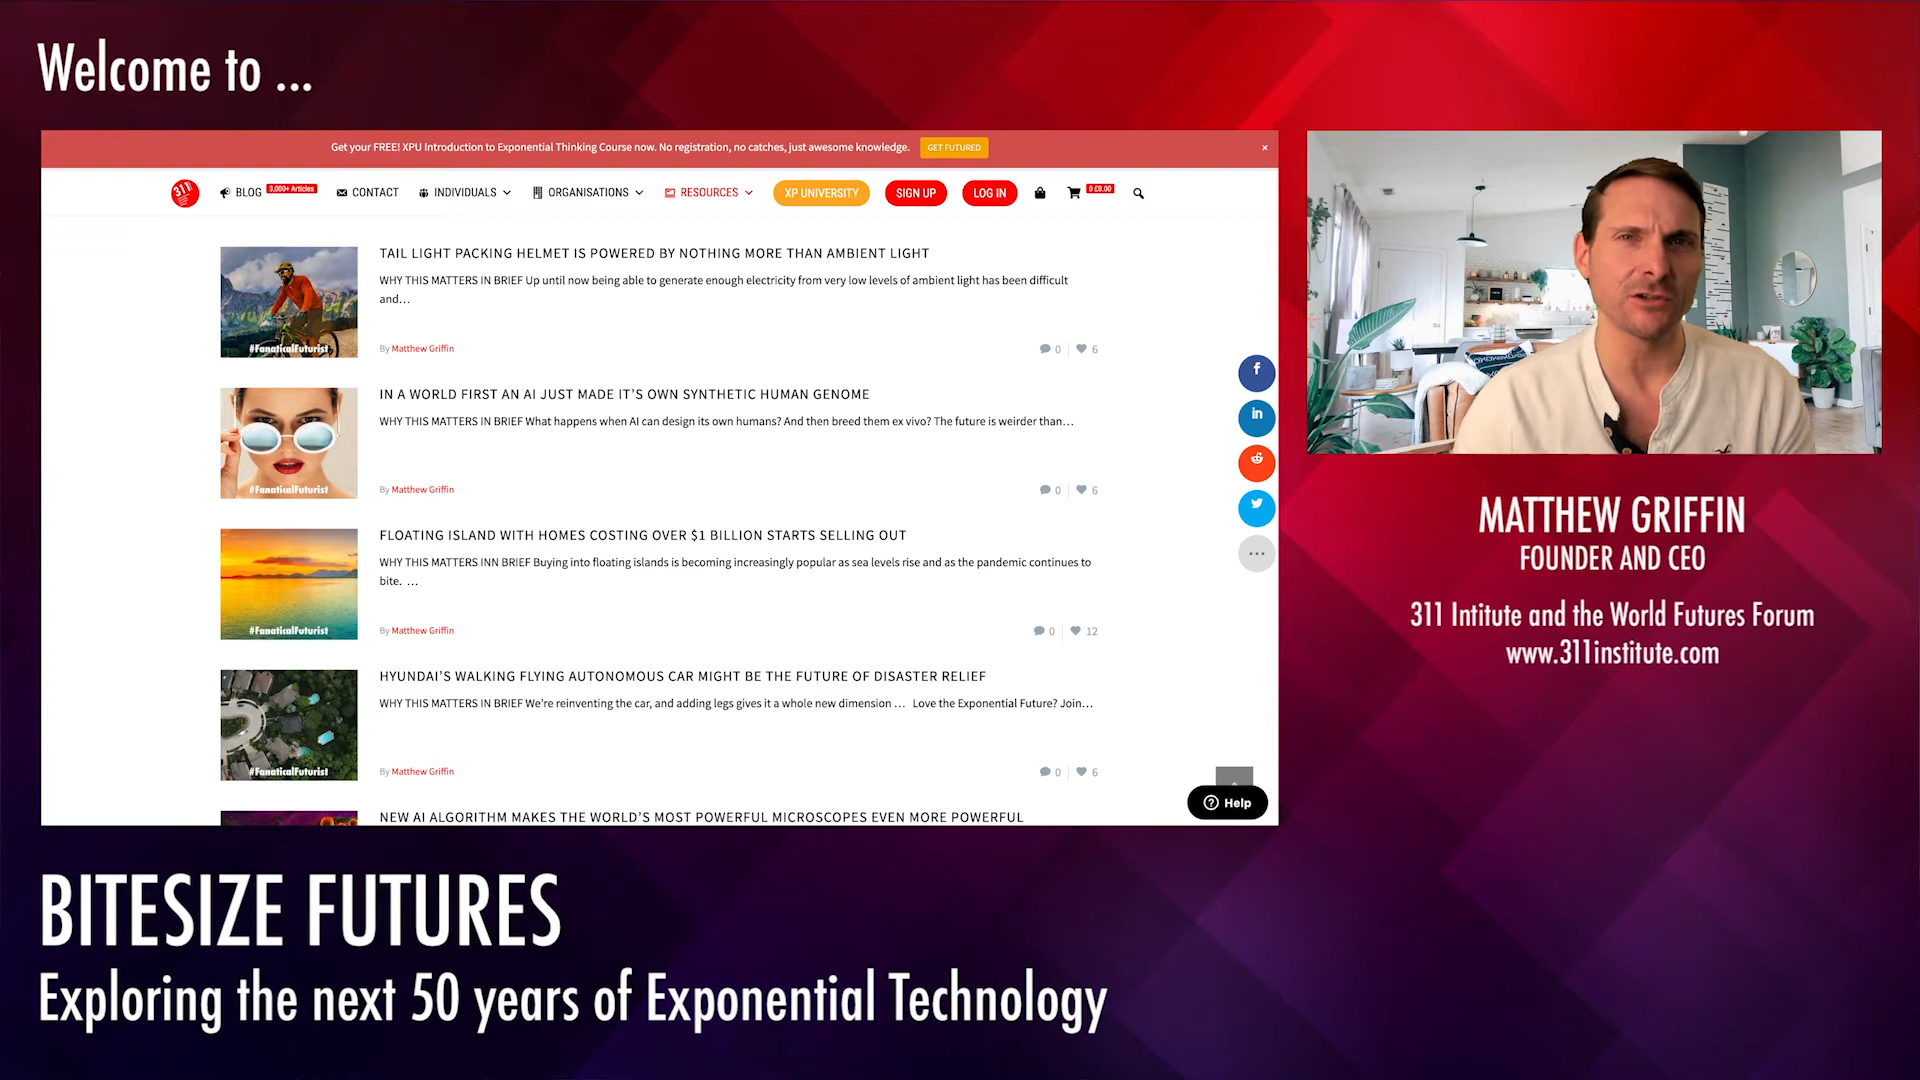 Welcome to ...
Get your FREE! XPU Introduction to Exponential Thinking Course now. No registration, no catches, just awesome knowledge. GET FUTURED ×
311 BLOG 3,000+ Articles CONTACT INDIVIDUALS ORGANISATIONS RESOURCES XP UNIVERSITY SIGN UP LOG IN 0 £0.00
TAIL LIGHT PACKING HELMET IS POWERED BY NOTHING MORE THAN AMBIENT LIGHT
WHY THIS MATTERS IN BRIEF Up until now being able to generate enough electricity from very low levels of ambient light has been difficult
and…
#FanaticalFuturist
By Matthew Griffin 0 6
IN A WORLD FIRST AN AI JUST MADE IT’S OWN SYNTHETIC HUMAN GENOME
WHY THIS MATTERS IN BRIEF What happens when AI can design its own humans? And then breed them ex vivo? The future is weirder than…
#FanaticalFuturist
By Matthew Griffin 0 6
FLOATING ISLAND WITH HOMES COSTING OVER $1 BILLION STARTS SELLING OUT
WHY THIS MATTERS INN BRIEF Buying into floating islands is becoming increasingly popular as sea levels rise and as the pandemic continues to
bite. …
#FanaticalFuturist
By Matthew Griffin 0 12
HYUNDAI’S WALKING FLYING AUTONOMOUS CAR MIGHT BE THE FUTURE OF DISASTER RELIEF
WHY THIS MATTERS IN BRIEF We’re reinventing the car, and adding legs gives it a whole new dimension … Love the Exponential Future? Join…
#FanaticalFuturist
By Matthew Griffin 0 6
NEW AI ALGORITHM MAKES THE WORLD’S MOST POWERFUL MICROSCOPES EVEN MORE POWERFUL
f
in
Help
MATTHEW GRIFFIN
FOUNDER AND CEO
311 Intitute and the World Futures Forum
www.311institute.com
BITESIZE FUTURES
Exploring the next 50 years of Exponential Technology